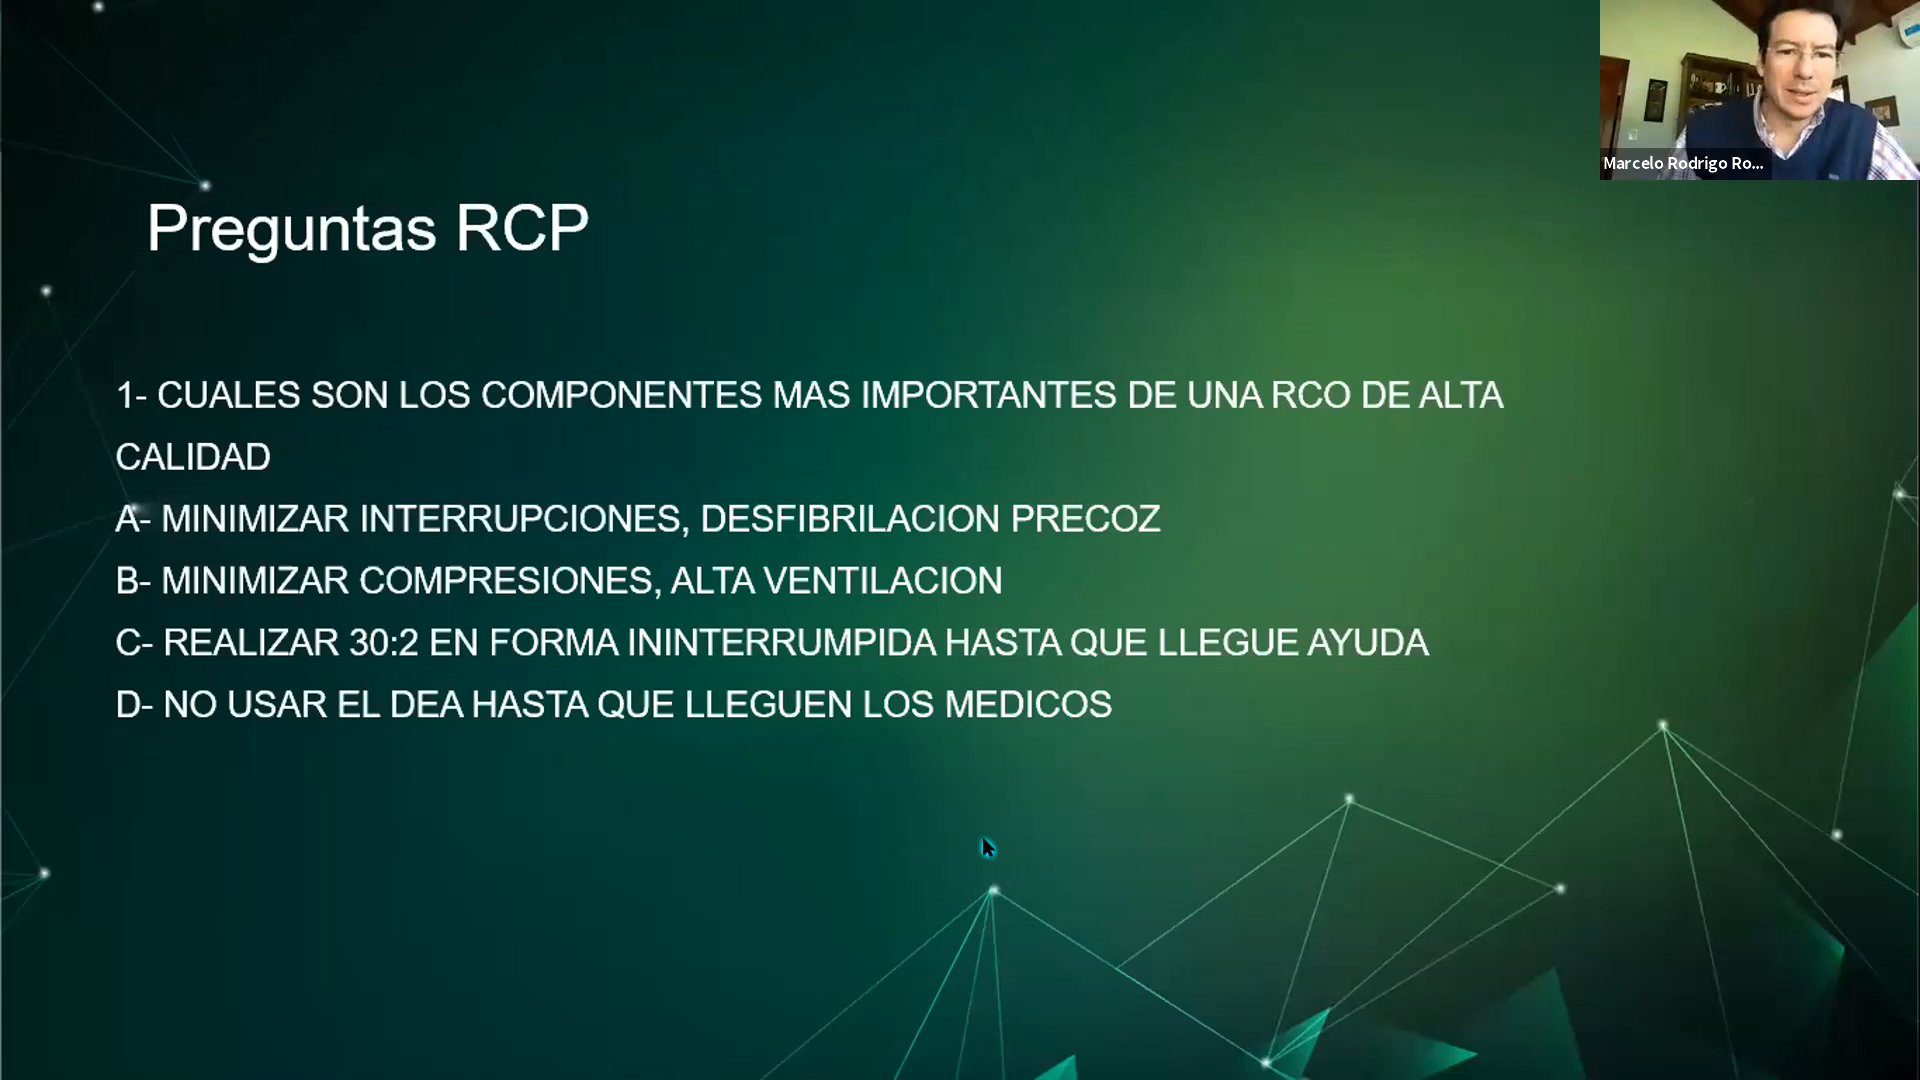 Marcelo Rodrigo Ro...
Preguntas RCP
1- CUALES SON LOS COMPONENTES MAS IMPORTANTES DE UNA RCO DE ALTA
CALIDAD
A- MINIMIZAR INTERRUPCIONES, DESFIBRILACION PRECOZ
B- MINIMIZAR COMPRESIONES, ALTA VENTILACION
C- REALIZAR 30:2 EN FORMA ININTERRUMPIDA HASTA QUE LLEGUE AYUDA
D- NO USAR EL DEA HASTA QUE LLEGUEN LOS MEDICOS